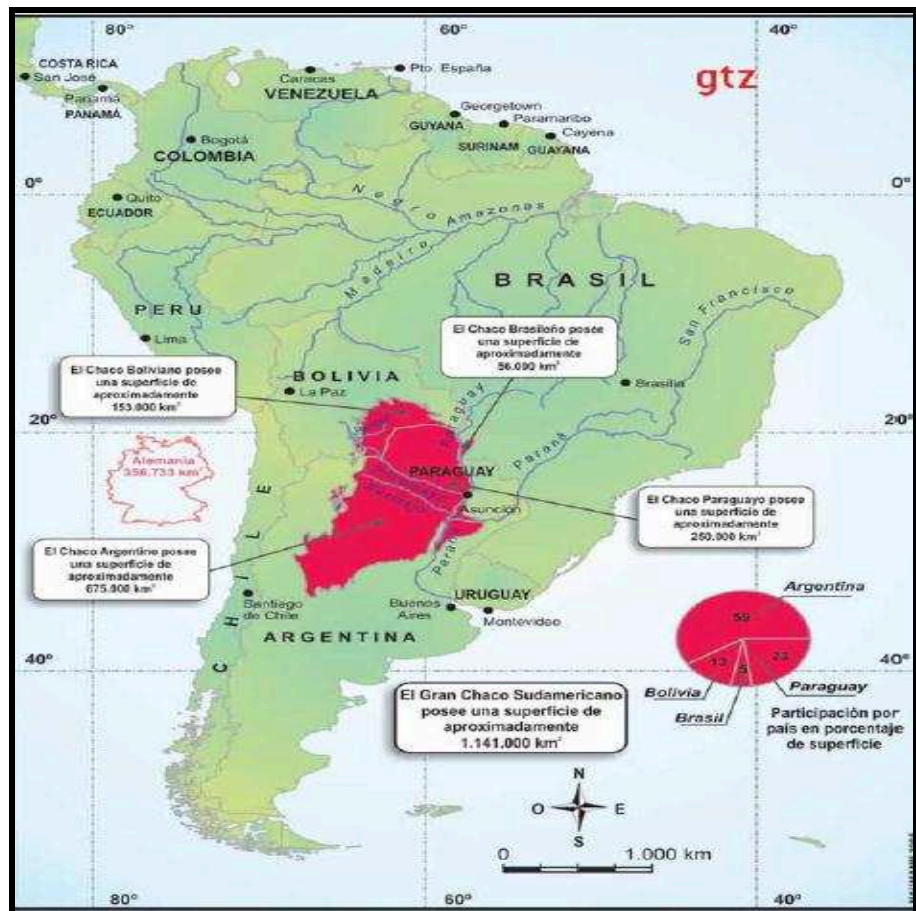 80°
60°
40°
COSTA RICA
San José
Panamá
PANAMÁ
Caracas
Pto. España
VENEZUELA
gtz
Georgetown
GUYANA
Paramaribo
SURINAM
Cayena
GUAYANA
Bogotá
COLOMBIA
0°
0°
Quito
ECUADOR
Negro
Amazonas
Madeiro
BRASIL
San Francisco
PERU
Lima
El Chaco Brasileño posee
una superficie de
aproximadamente
56.000 km²
El Chaco Boliviano posee
una superficie de
aproximadamente
153.000 km²
BOLIVIA
La Paz
Brasilia
20°
20°
Paraguay
Paraná
Alemania
356.733 km²
PARAGUAY
Asunción
El Chaco Paraguayo posee
una superficie de
aproximadamente
250.000 km²
El Chaco Argentino posee
una superficie de
aproximadamente
675.000 km²
CHILE
Paraná
Santiago
de Chile
Buenos
Aires
URUGUAY
Montevideo
ARGENTINA
Argentina
59
13
5
23
Bolivia
Brasil
Paraguay
Participación por
país en porcentaje
de superficie
40°
40°
El Gran Chaco Sudamericano
posee una superficie de
aproximadamente
1.141.000 km²
N
O
E
S
0
1.000 km
80°
60°
40°